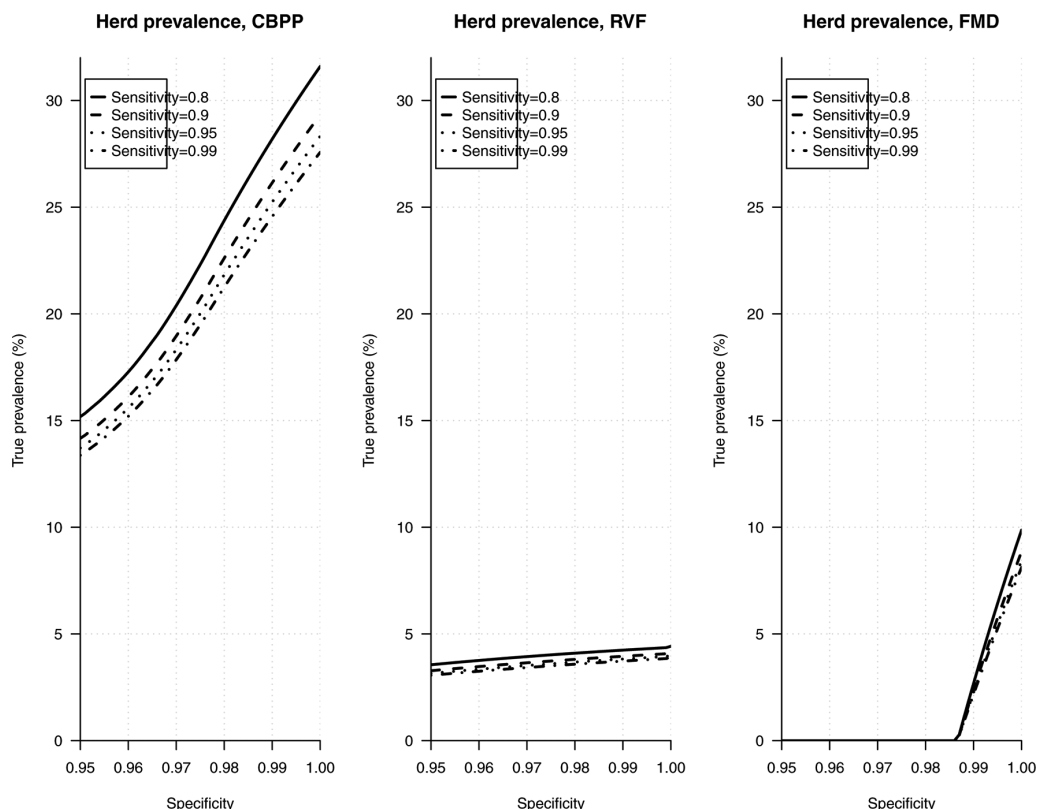 Herd prevalence, CBPP
True prevalence (%)
30
25
20
15
10
5
0
Sensitivity=0.8
Sensitivity=0.9
Sensitivity=0.95
Sensitivity=0.99
0.95 0.96 0.97 0.98 0.99 1.00
Specificity
Herd prevalence, RVF
True prevalence (%)
30
25
20
15
10
5
0
Sensitivity=0.8
Sensitivity=0.9
Sensitivity=0.95
Sensitivity=0.99
0.95 0.96 0.97 0.98 0.99 1.00
Specificity
Herd prevalence, FMD
True prevalence (%)
30
25
20
15
10
5
0
Sensitivity=0.8
Sensitivity=0.9
Sensitivity=0.95
Sensitivity=0.99
0.95 0.96 0.97 0.98 0.99 1.00
Specificity